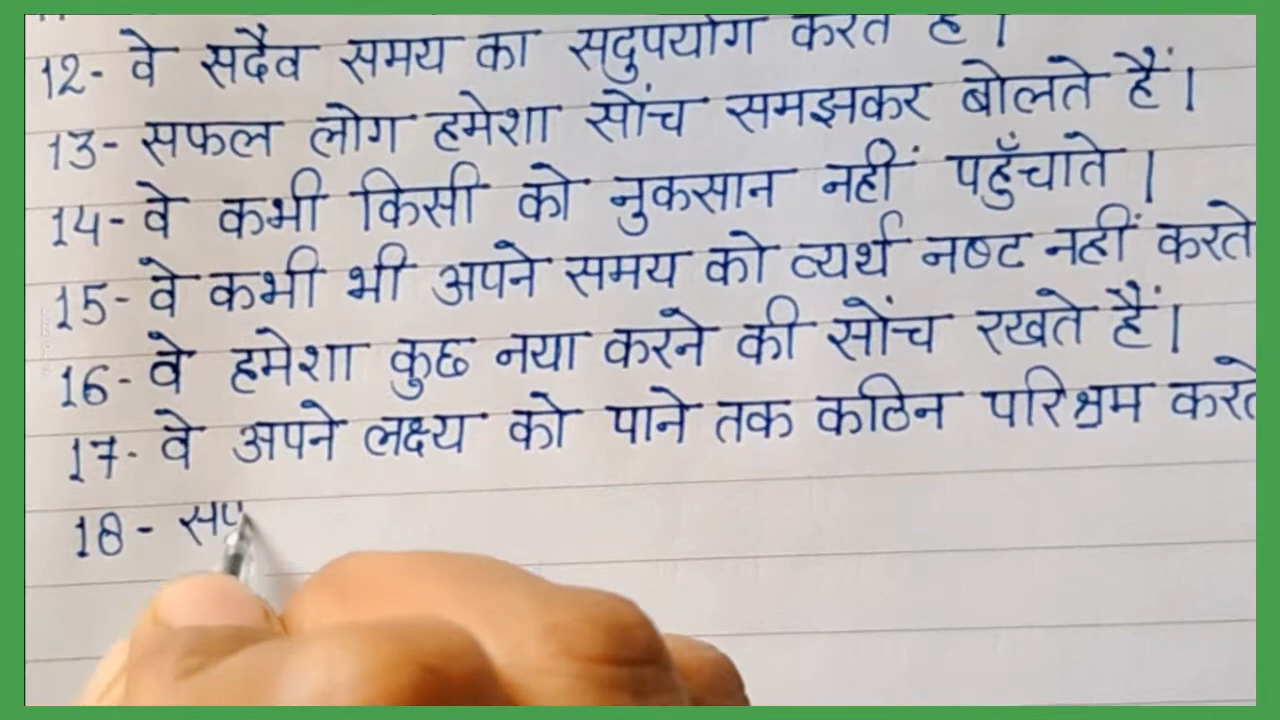 12- वे सदैव समय का सदुपयोग करते है।
13- सफल लोग हमेशा सोंच समझकर बोलते हैं।
14- वे कभी किसी को नुकसान नहीं पहुँचाते।
15- वे कभी भी अपने समय को व्यर्थ नष्ट नहीं करते
16- वे हमेशा कुछ नया करने की सोंच रखते हैं।
17- वे अपने लक्ष्य को पाने तक कठिन परिश्रम करते
18-